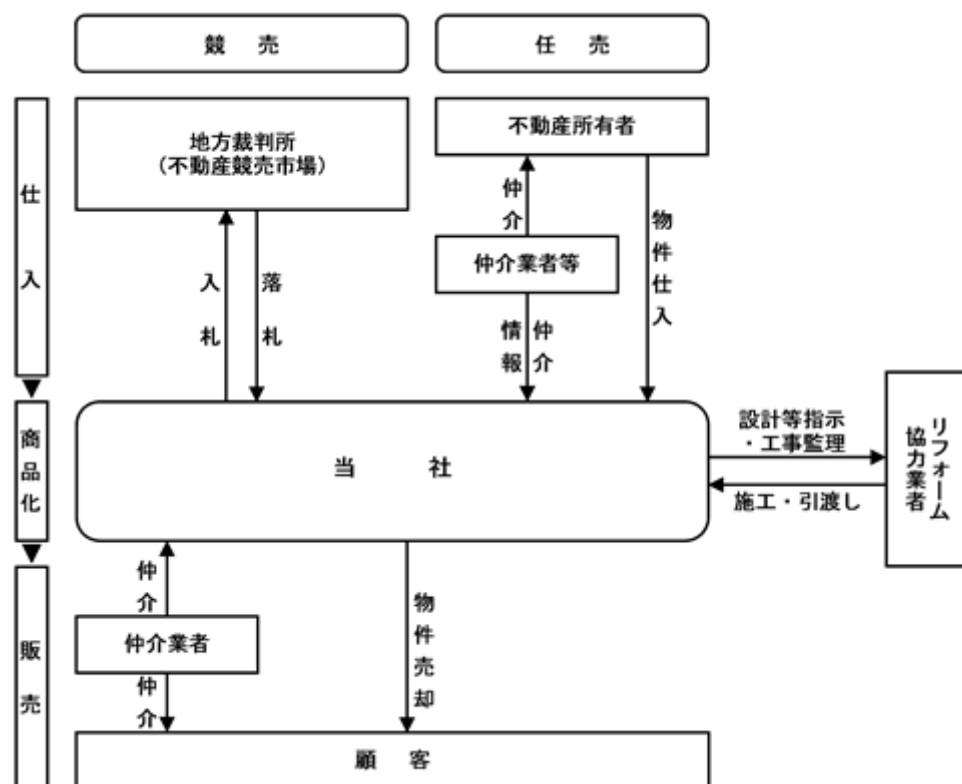 競売
任売
仕入
地方裁判所
（不動産競売市場）
不動産所有者
仲介
仲介業者等
物件仕入
入札
落札
情報
仲介
商品化
当社
設計等指示
・工事監理
施工・引渡し
リフォーム
協力業者
販売
仲介
仲介業者
仲介
物件売却
顧客